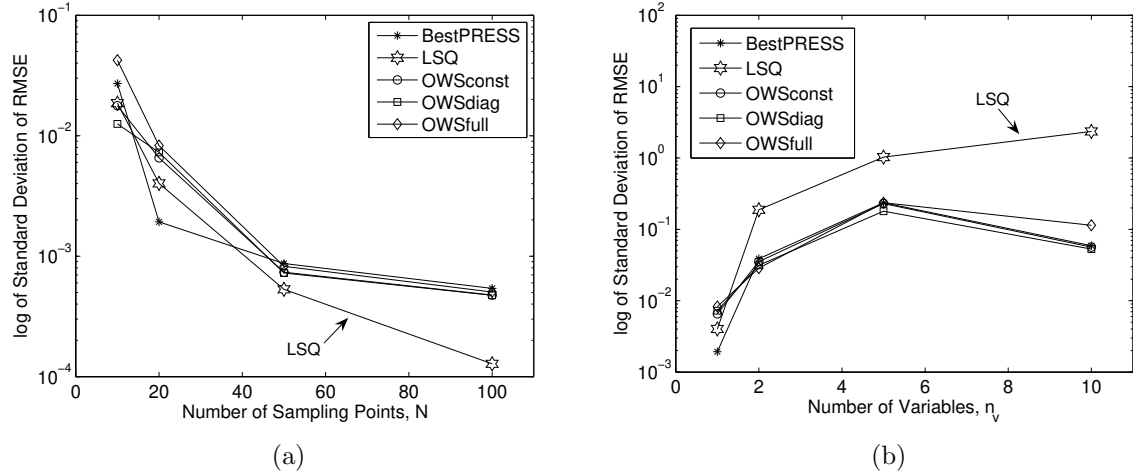 log of Standard Deviation of RMSE
10^-1
10^-2
10^-3
10^-4
0 20 40 60 80 100
Number of Sampling Points, N
BestPRESS
LSQ
OWSconst
OWSdiag
OWSfull
LSQ
(a)
log of Standard Deviation of RMSE
10^2
10^1
10^0
10^-1
10^-2
10^-3
0 2 4 6 8 10
Number of Variables, n_v
BestPRESS
LSQ
OWSconst
OWSdiag
OWSfull
LSQ
(b)